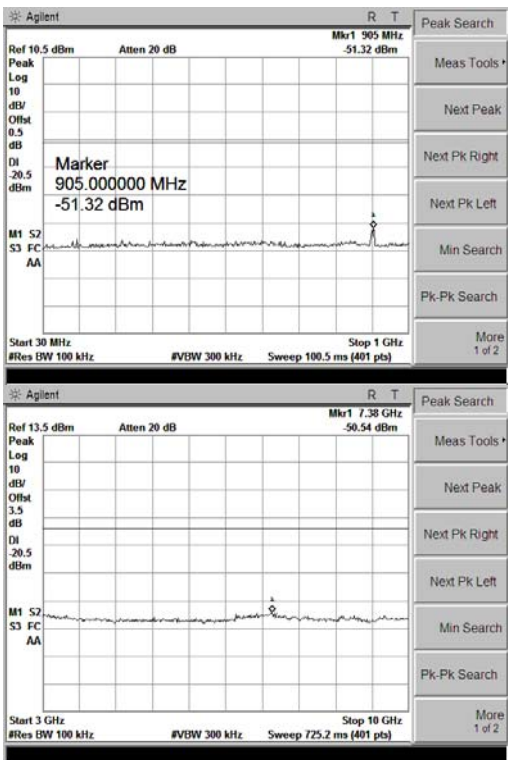 Agilent R T Peak Search
Mkr1 905 MHz
Ref 10.5 dBm Atten 20 dB -51.32 dBm
Peak
Log
10
dB/
Offst
0.5
dB
DI
-20.5
dBm
Marker
905.000000 MHz
-51.32 dBm
M1 S2
S3 FC
AA
Start 30 MHz Stop 1 GHz
#Res BW 100 kHz #VBW 300 kHz Sweep 100.5 ms (401 pts)
Meas Tools
Next Peak
Next Pk Right
Next Pk Left
Min Search
Pk-Pk Search
More
1 of 2
Agilent R T Peak Search
Mkr1 7.38 GHz
Ref 13.5 dBm Atten 20 dB -50.54 dBm
Peak
Log
10
dB/
Offst
3.5
dB
DI
-20.5
dBm
M1 S2
S3 FC
AA
Start 3 GHz Stop 10 GHz
#Res BW 100 kHz #VBW 300 kHz Sweep 725.2 ms (401 pts)
Meas Tools
Next Peak
Next Pk Right
Next Pk Left
Min Search
Pk-Pk Search
More
1 of 2